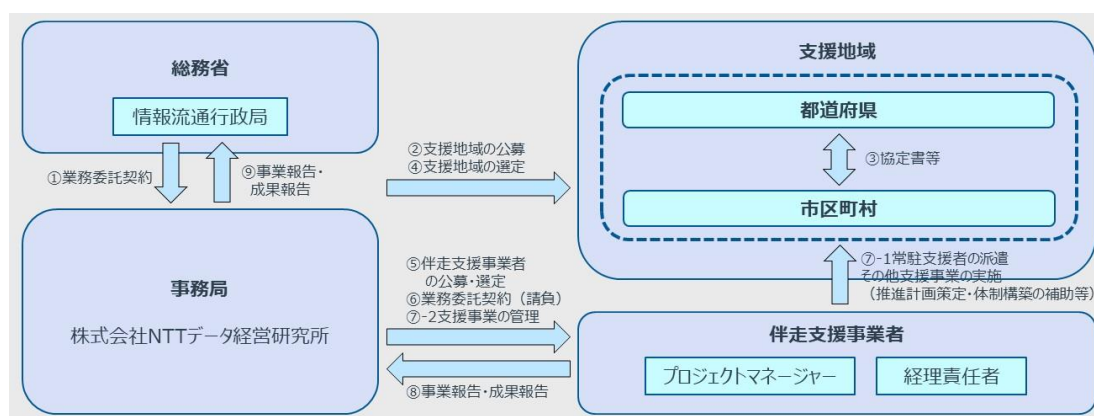 総務省
情報流通行政局
①業務委託契約
⑨事業報告・
成果報告
事務局
株式会社NTTデータ経営研究所
②支援地域の公募
④支援地域の選定
支援地域
都道府県
③協定書等
市区町村
⑤伴走支援事業者
の公募・選定
⑥業務委託契約（請負）
⑦-2支援事業の管理
⑧事業報告・成果報告
⑦-1常駐支援者の派遣
その他支援事業の実施
（推進計画策定・体制構築の補助等）
伴走支援事業者
プロジェクトマネージャー
経理責任者